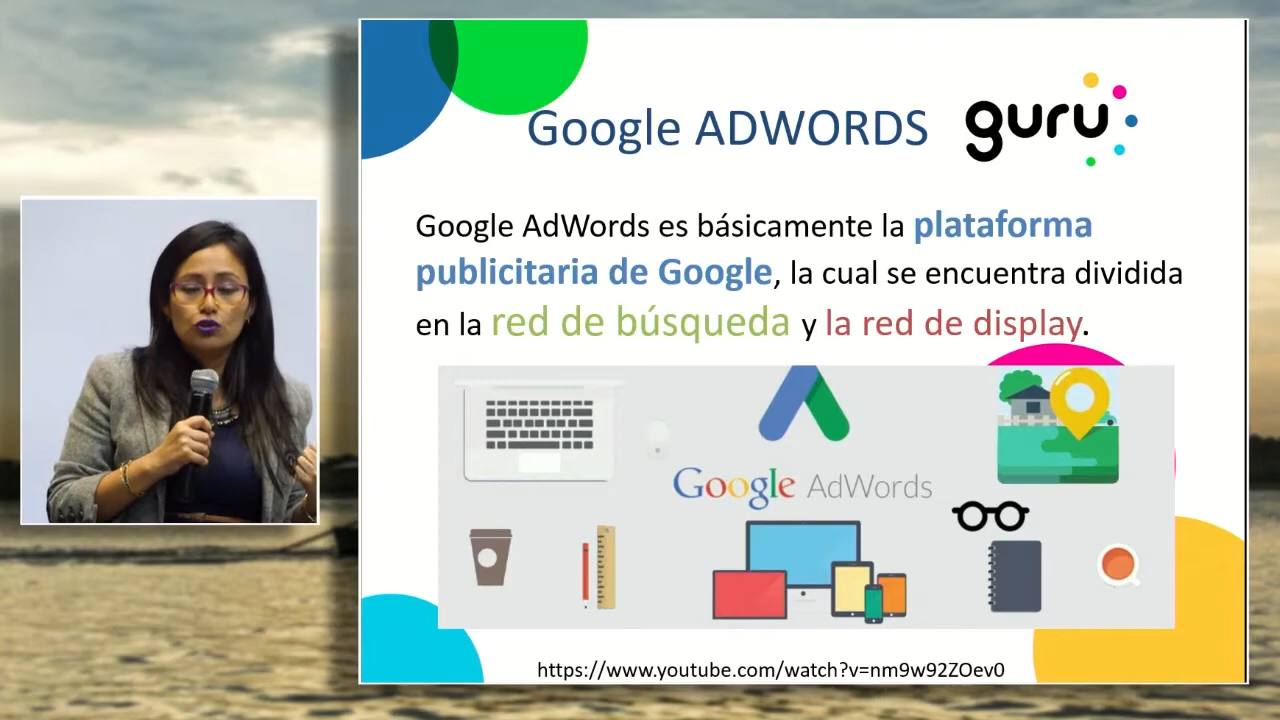 Google ADWORDS
guru
Google AdWords es básicamente la plataforma
publicitaria de Google, la cual se encuentra dividida
en la red de búsqueda y la red de display.
Google AdWords
https://www.youtube.com/watch?v=nm9w92ZOev0